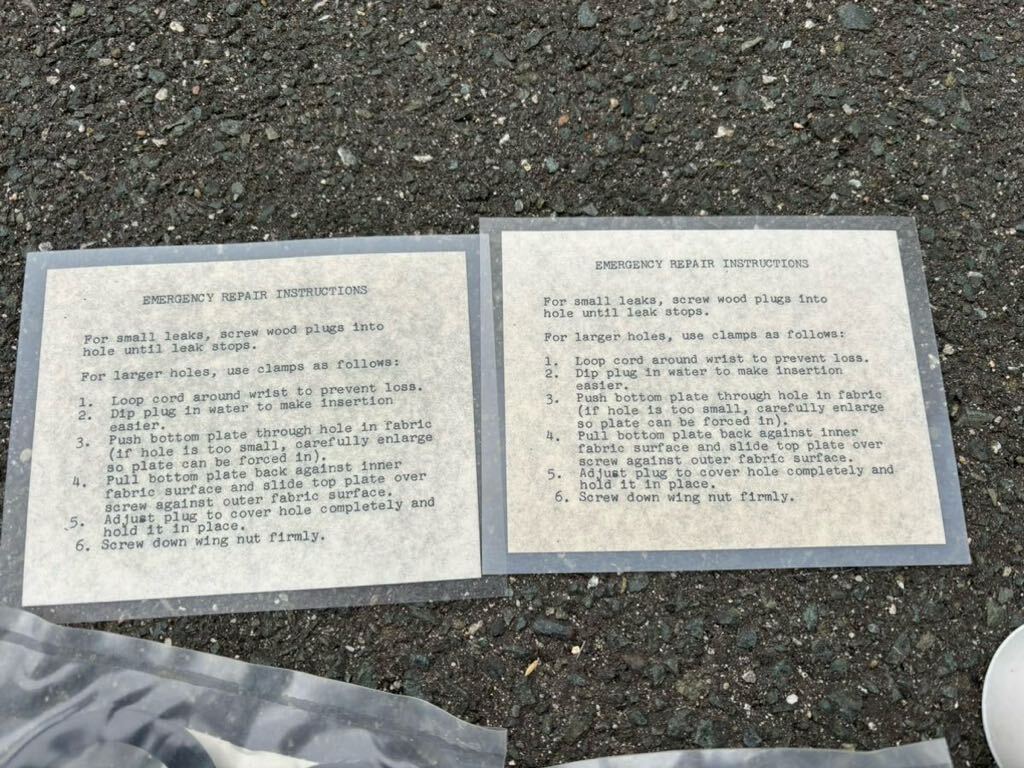 EMERGENCY REPAIR INSTRUCTIONS
For small leaks, screw wood plugs into
hole until leak stops.
For larger holes, use clamps as follows:
1. Loop cord around wrist to prevent loss.
2. Dip plug in water to make insertion
easier.
3. Push bottom plate through hole in fabric
(if hole is too small, carefully enlarge
so plate can be forced in).
4. Pull bottom plate back against inner
fabric surface and slide top plate over
screw against outer fabric surface.
5. Adjust plug to cover hole completely and
hold it in place.
6. Screw down wing nut firmly.
EMERGENCY REPAIR INSTRUCTIONS
For small leaks, screw wood plugs into
hole until leak stops.
For larger holes, use clamps as follows:
1. Loop cord around wrist to prevent loss.
2. Dip plug in water to make insertion
easier.
3. Push bottom plate through hole in fabric
(if hole is too small, carefully enlarge
so plate can be forced in).
4. Pull bottom plate back against inner
fabric surface and slide top plate over
screw against outer fabric surface.
5. Adjust plug to cover hole completely and
hold it in place.
6. Screw down wing nut firmly.